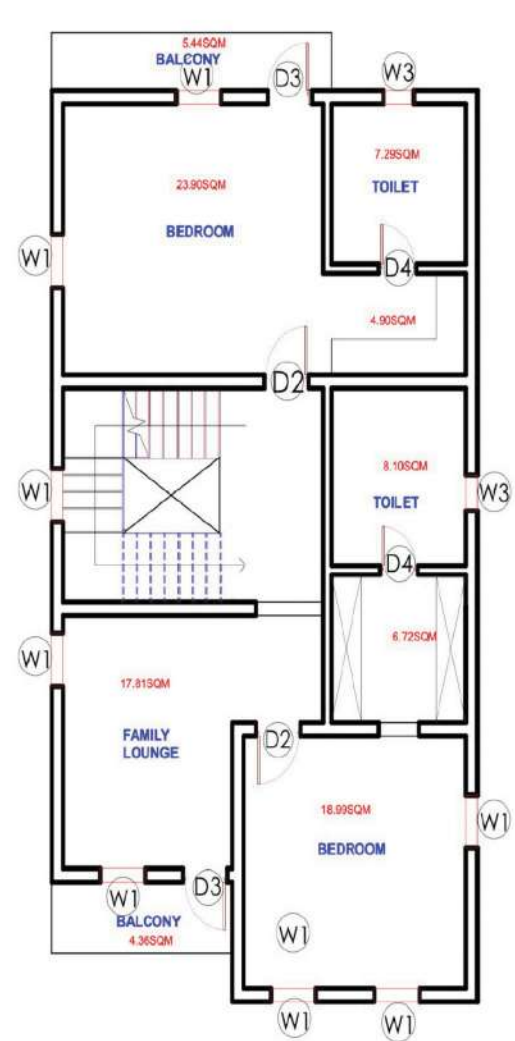 5.44SQM
BALCONY
W1
D3
W3
7.29SQM
TOILET
23.90SQM
BEDROOM
W1
D4
4.90SQM
D2
8.10SQM
TOILET
W1
W3
D4
6.72SQM
W1
17.81SQM
FAMILY
LOUNGE
D2
18.99SQM
BEDROOM
W1
D3
W1
BALCONY
4.36SQM
W1
W1
W1